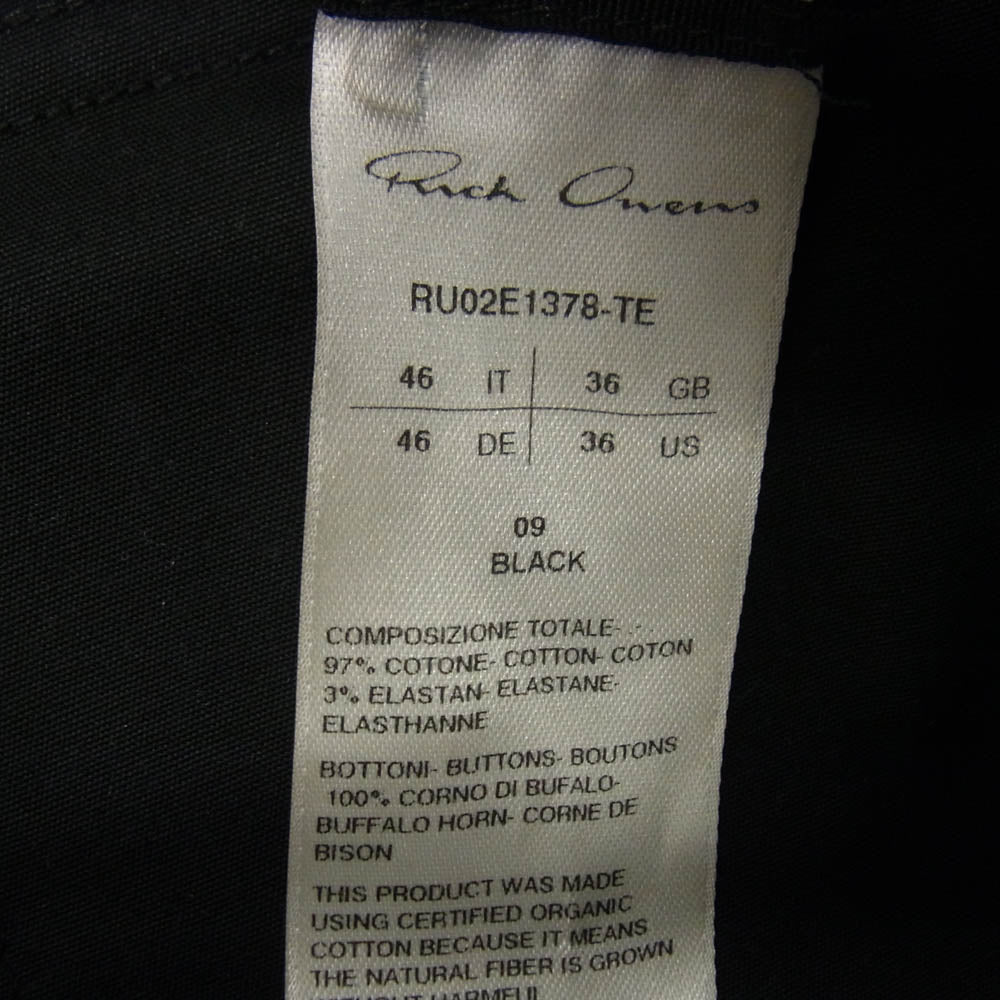 Rick Owens
RU02E1378-TE
46 IT 36 GB
46 DE 36 US
09
BLACK
COMPOSIZIONE TOTALE- -
97% COTONE- COTTON- COTON
3% ELASTAN- ELASTANE-
ELASTHANNE
BOTTONI- BUTTONS- BOUTONS
100% CORNO DI BUFALO-
BUFFALO HORN- CORNE DE
BISON
THIS PRODUCT WAS MADE
USING CERTIFIED ORGANIC
COTTON BECAUSE IT MEANS
THE NATURAL FIBER IS GROWN
WITHOUT